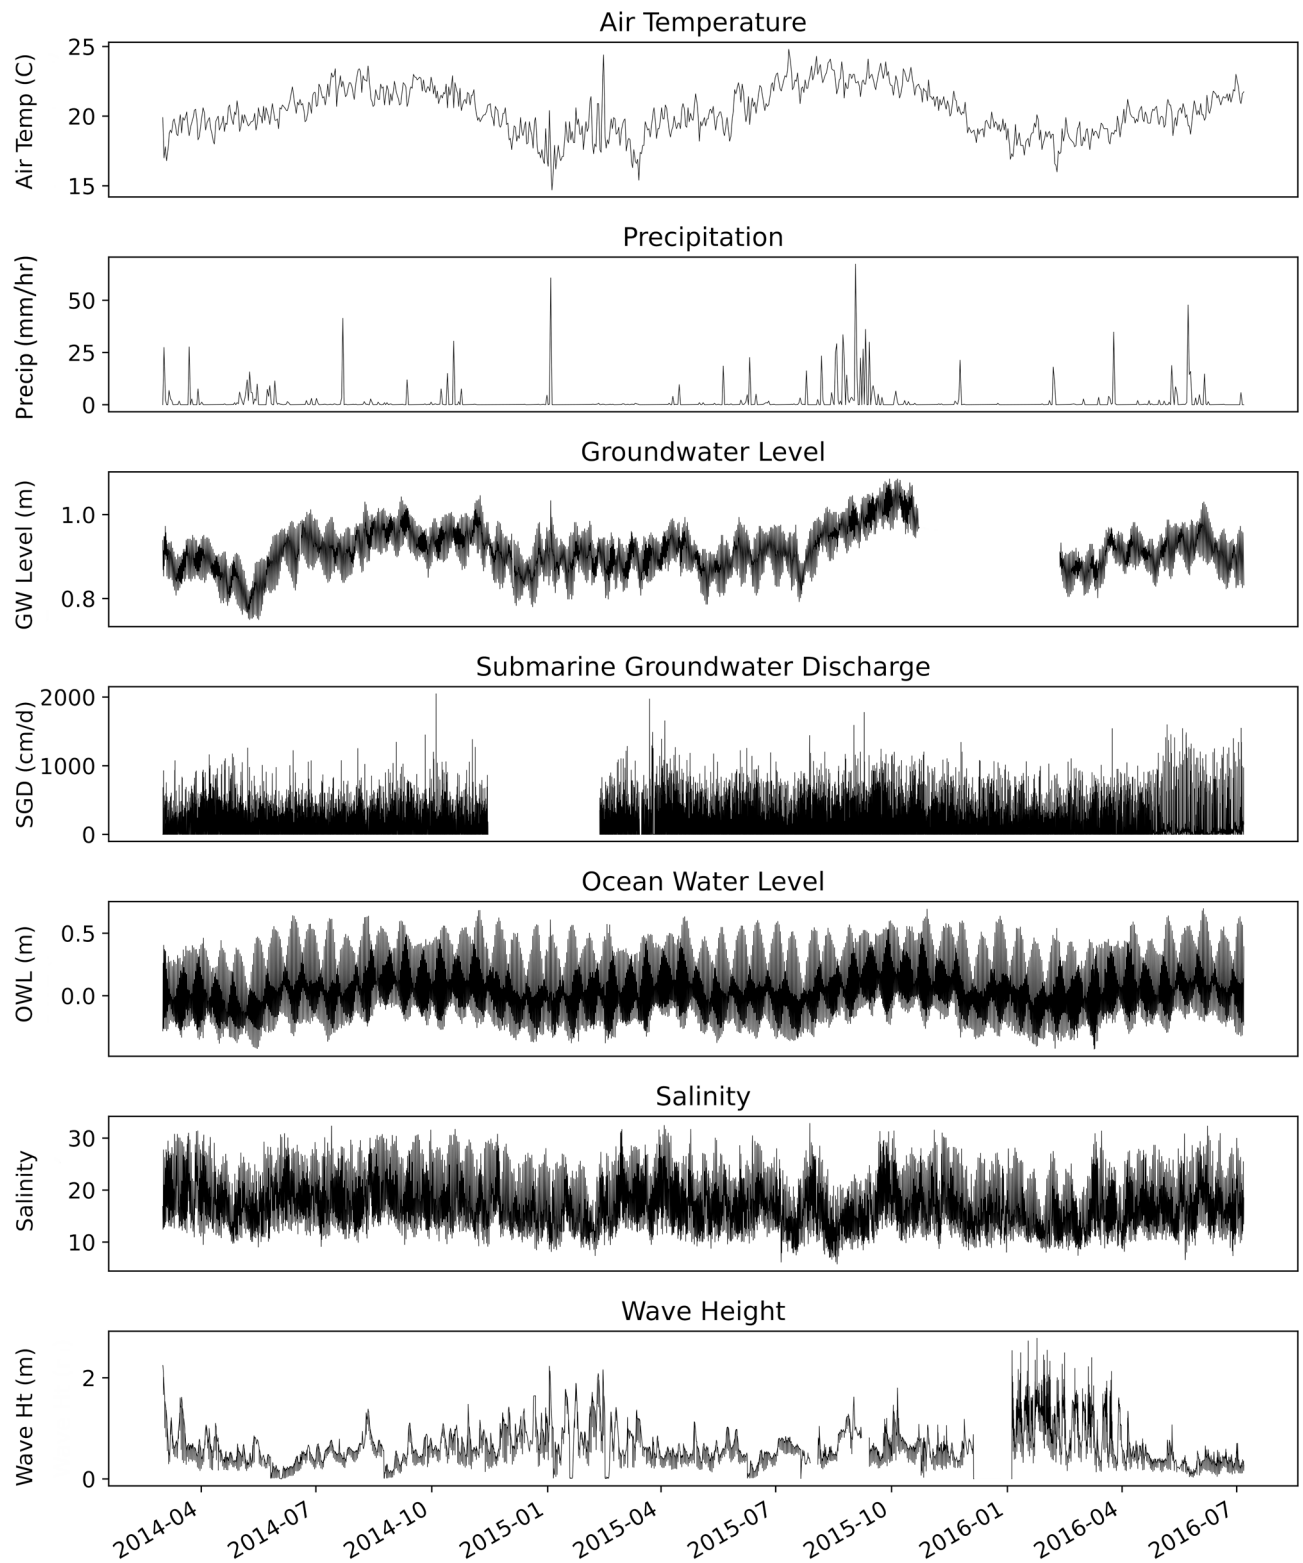 Air Temperature
Air Temp (C)
25
20
15
Precipitation
Precip (mm/hr)
50
25
0
Groundwater Level
GW Level (m)
1.0
0.8
Submarine Groundwater Discharge
SGD (cm/d)
2000
1000
0
Ocean Water Level
OWL (m)
0.5
0.0
Salinity
Salinity
30
20
10
Wave Height
Wave Ht (m)
2
0
2014-04
2014-07
2014-10
2015-01
2015-04
2015-07
2015-10
2016-01
2016-04
2016-07